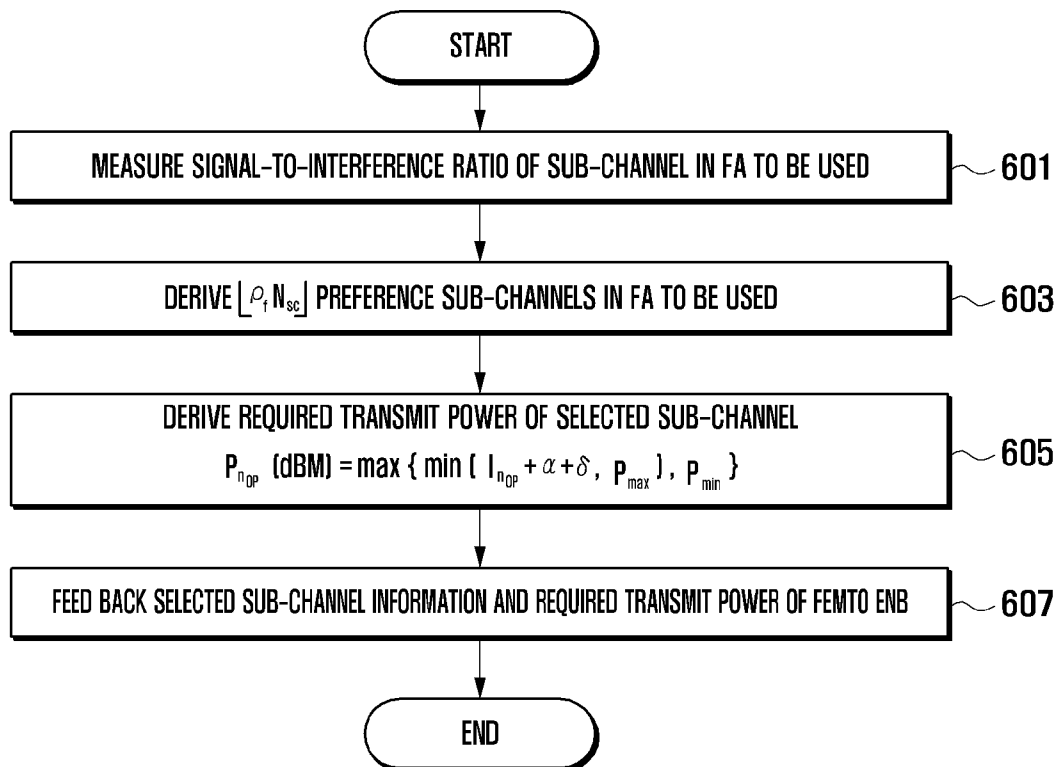 START
MEASURE SIGNAL-TO-INTERFERENCE RATIO OF SUB-CHANNEL IN FA TO BE USED
601
DERIVE ⌊ρf Nsc⌋ PREFERENCE SUB-CHANNELS IN FA TO BE USED
603
DERIVE REQUIRED TRANSMIT POWER OF SELECTED SUB-CHANNEL
PnOP (dBM) = max { min ( InOP + α + δ, pmax ), pmin }
605
FEED BACK SELECTED SUB-CHANNEL INFORMATION AND REQUIRED TRANSMIT POWER OF FEMTO ENB
607
END